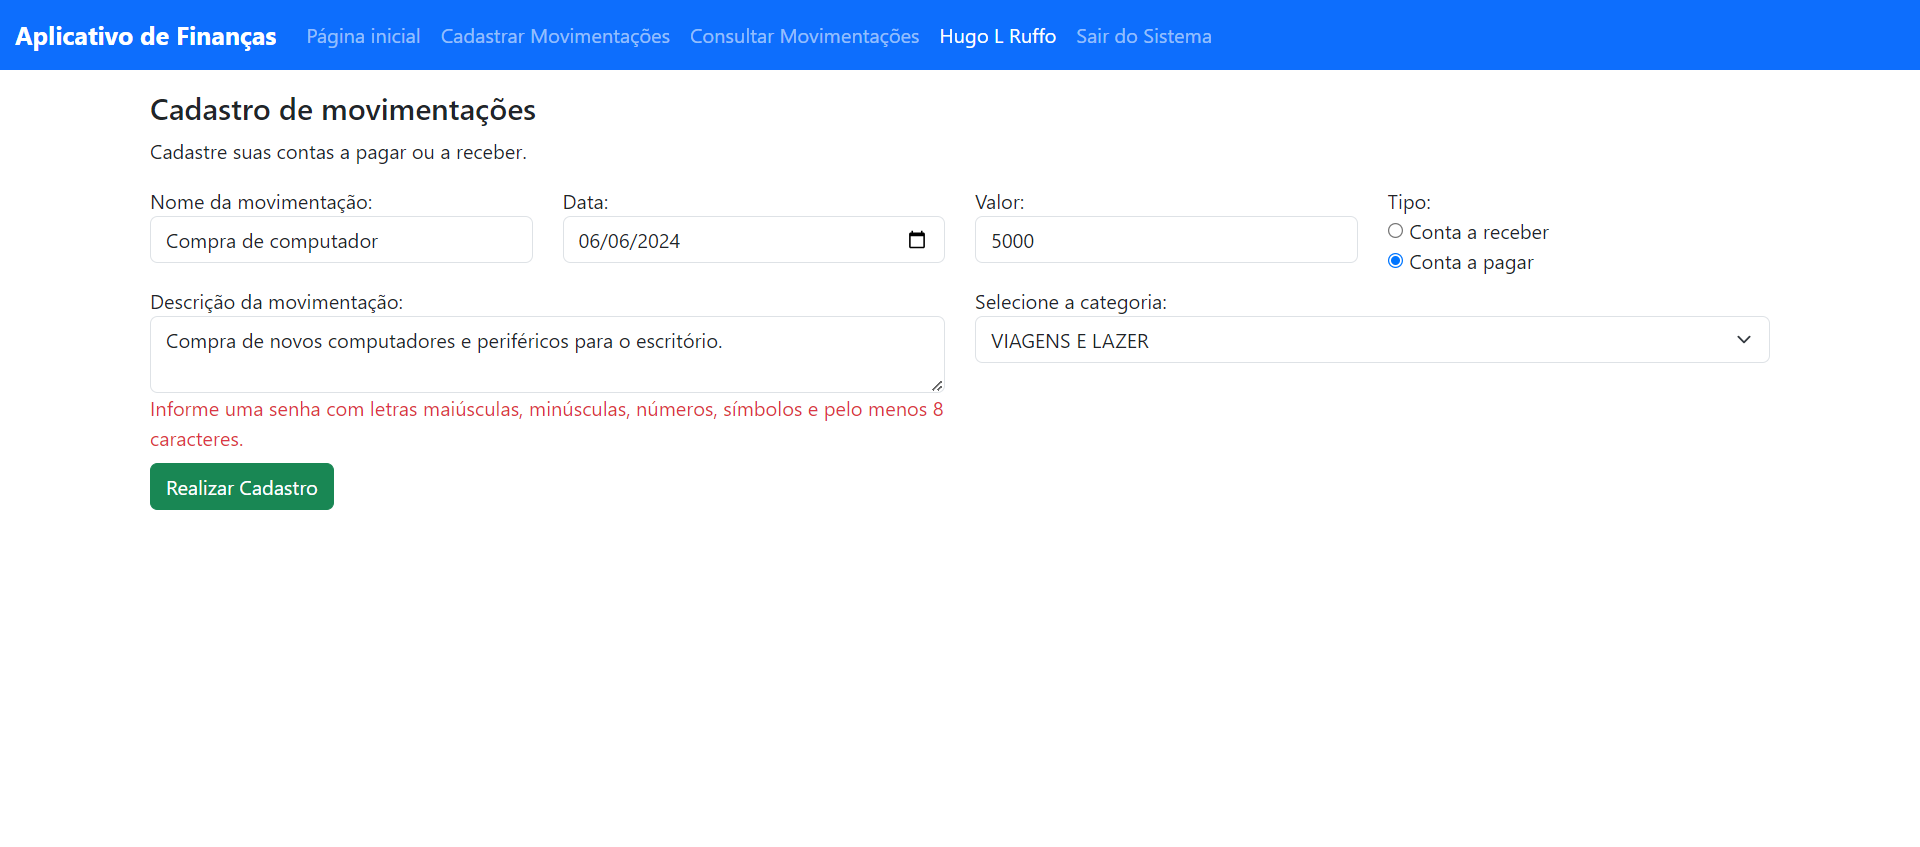 Aplicativo de Finanças Página inicial Cadastrar Movimentações Consultar Movimentações Hugo L Ruffo Sair do Sistema
Cadastro de movimentações
Cadastre suas contas a pagar ou a receber.
Nome da movimentação: Data: Valor: Tipo:
Compra de computador 06/06/2024 5000 Conta a receber
Conta a pagar
Descrição da movimentação: Selecione a categoria:
Compra de novos computadores e periféricos para o escritório. VIAGENS E LAZER
Informe uma senha com letras maiúsculas, minúsculas, números, símbolos e pelo menos 8
caracteres.
Realizar Cadastro